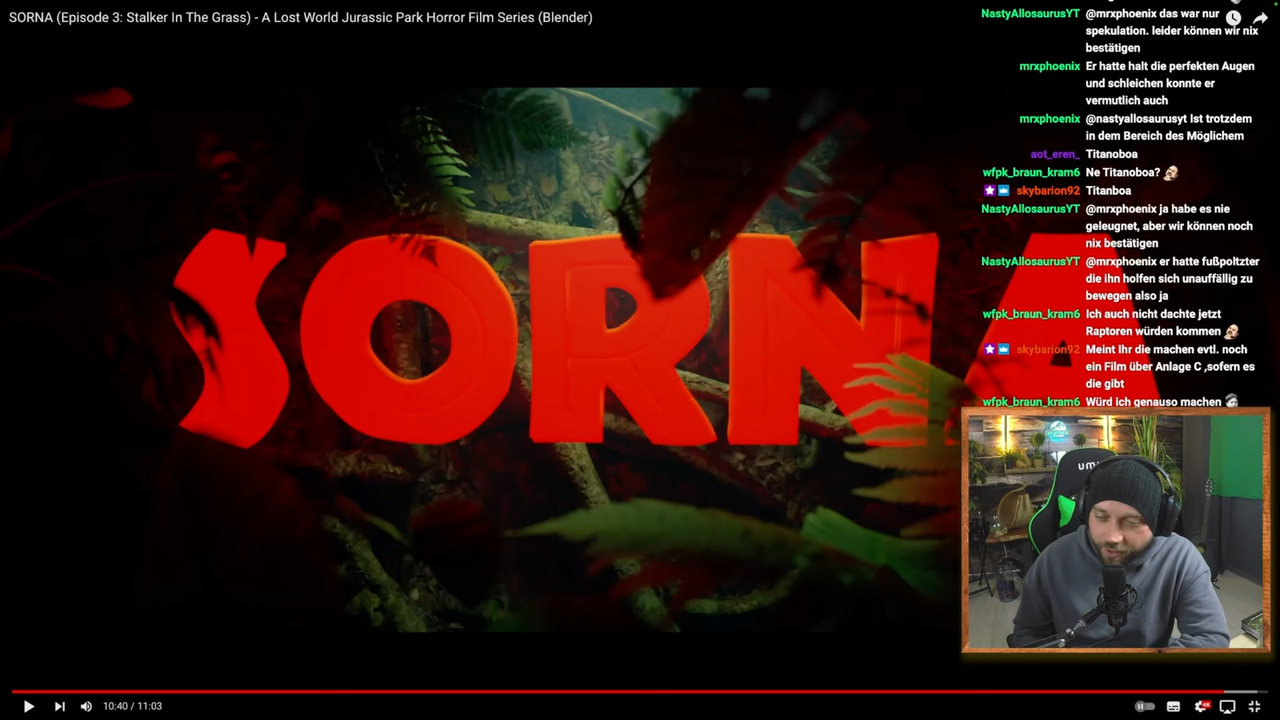 SORNA (Episode 3: Stalker In The Grass) - A Lost World Jurassic Park Horror Film Series (Blender)
NastyAllosaurusYT @mrxphoenix das war nur
spekulation. leider können wir nix
bestätigen
mrxphoenix Er hatte halt die perfekten Augen
und schleichen konnte er
vermutlich auch
mrxphoenix @nastyallosaurusyt Ist trotzdem
in dem Bereich des Möglichem
aot_eren_ Titanoboa
wfpk_braun_kram6 Ne Titanoboa?
skybarion92 Titanboa
NastyAllosaurusYT @mrxphoenix ja habe es nie
geleugnet, aber wir können noch
nix bestätigen
NastyAllosaurusYT @mrxphoenix er hatte fußpoltzter
die ihn holfen sich unauffällig zu
bewegen also ja
wfpk_braun_kram6 Ich auch nicht dachte jetzt
Raptoren würden kommen
skybarion92 Meint Ihr die machen evtl. noch
ein Film über Anlage C ,sofern es
die gibt
wfpk_braun_kram6 Würd ich genauso machen
SORNA
10:40 / 11:03
4K